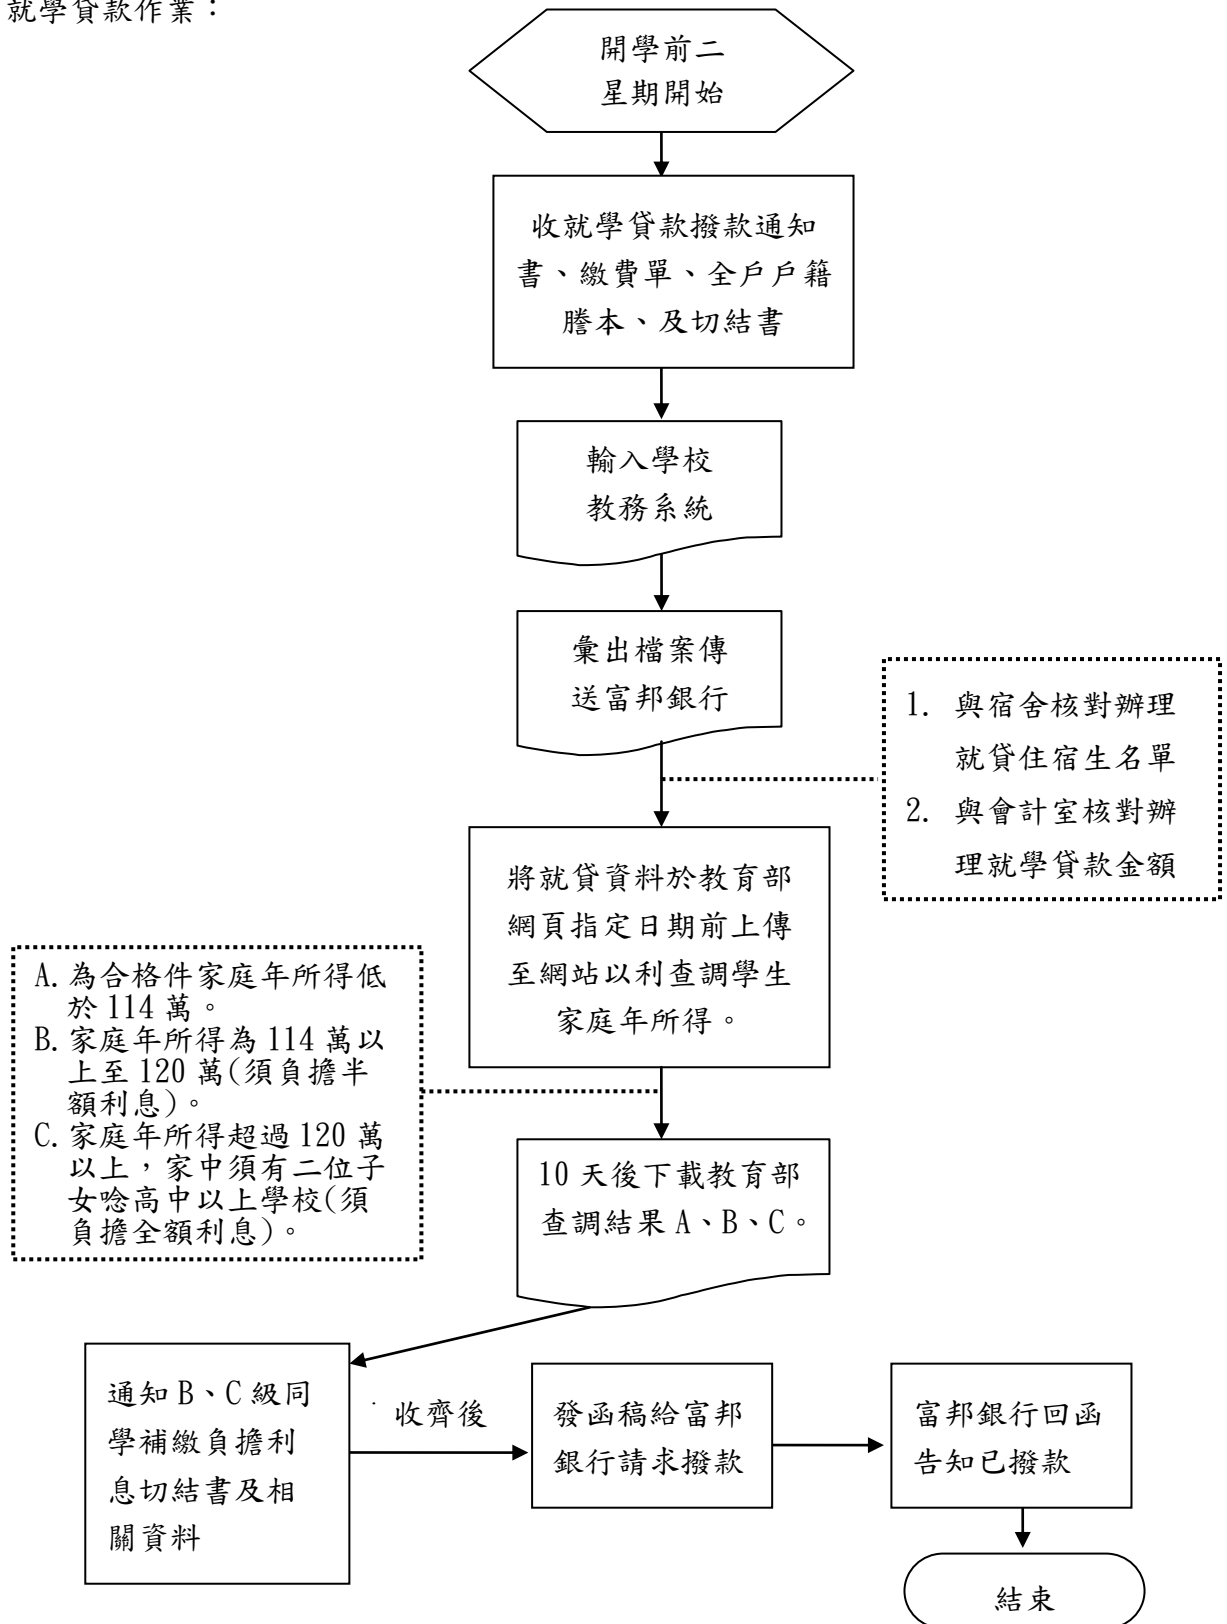 就學貸款作業：
開學前二
星期開始
收就學貸款撥款通知
書、繳費單、全戶戶籍
謄本、及切結書
輸入學校
教務系統
彙出檔案傳
送富邦銀行
1. 與宿舍核對辦理
就貸住宿生名單
2. 與會計室核對辦
理就學貸款金額
將就貸資料於教育部
網頁指定日期前上傳
至網站以利查調學生
家庭年所得。
A. 為合格件家庭年所得低
於 114 萬。
B. 家庭年所得為 114 萬以
上至 120 萬(須負擔半
額利息)。
C. 家庭年所得超過 120 萬
以上，家中須有二位子
女唸高中以上學校(須
負擔全額利息)。
10 天後下載教育部
查調結果 A、B、C。
通知 B、C 級同
學補繳負擔利
息切結書及相
關資料
收齊後
發函稿給富邦
銀行請求撥款
富邦銀行回函
告知已撥款
結束